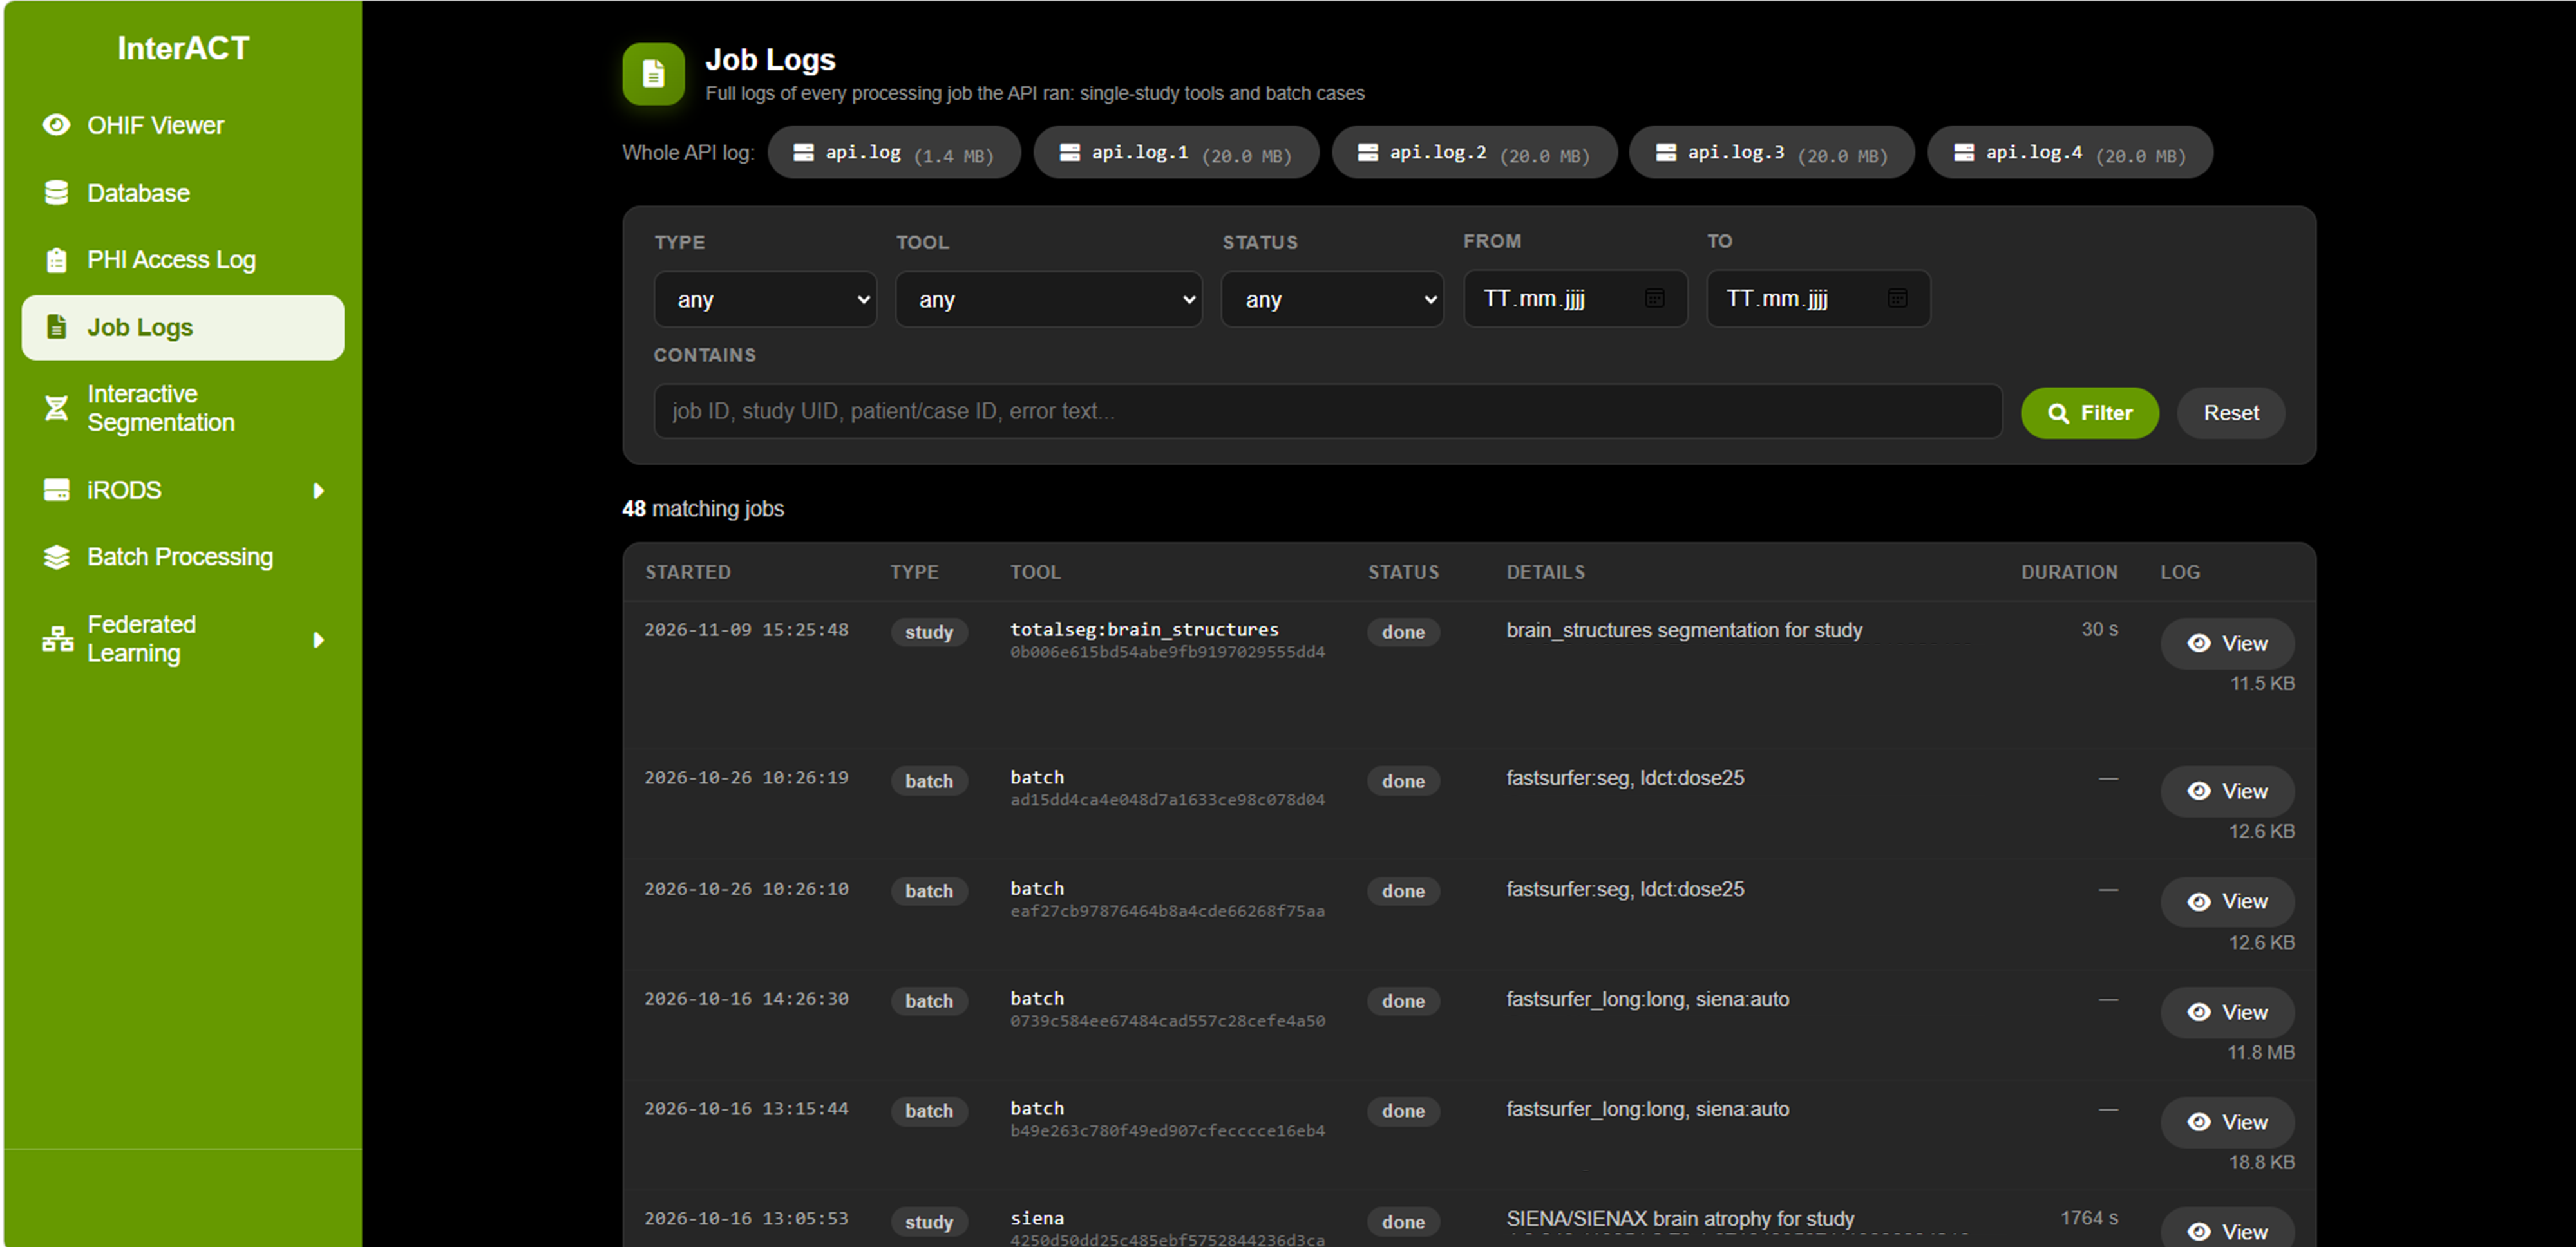 InterACT
OHIF Viewer
Database
PHI Access Log
Job Logs
Interactive
Segmentation
iRODS
Batch Processing
Federated
Learning
Job Logs
Full logs of every processing job the API ran: single-study tools and batch cases
Whole API log: api.log (1.4 MB) api.log.1 (20.0 MB) api.log.2 (20.0 MB) api.log.3 (20.0 MB) api.log.4 (20.0 MB)
TYPE TOOL STATUS FROM TO
any any any TT.mm.jjjj TT.mm.jjjj
CONTAINS
job ID, study UID, patient/case ID, error text... Filter Reset
48 matching jobs
STARTED TYPE TOOL STATUS DETAILS DURATION LOG
2026-11-09 15:25:48 study totalseg:brain_structures done brain_structures segmentation for study 30 s View
0b006e615bd54abe9fb9197029555dd4
11.5 KB
2026-10-26 10:26:19 batch batch done fastsurfer:seg, ldct:dose25 — View
ad15dd4ca4e048d7a1633ce98c078d04
12.6 KB
2026-10-26 10:26:10 batch batch done fastsurfer:seg, ldct:dose25 — View
eaf27cb97876464b8a4cde66268f75aa
12.6 KB
2026-10-16 14:26:30 batch batch done fastsurfer_long:long, siena:auto — View
0739c584ee67484cad557c28cefe4a50
11.8 MB
2026-10-16 13:15:44 batch batch done fastsurfer_long:long, siena:auto — View
b49e263c780f49ed907cfecccce16eb4
18.8 KB
2026-10-16 13:05:53 study siena done SIENA/SIENAX brain atrophy for study 1764 s View
4250d50dd25c485ebf5752844236d3ca